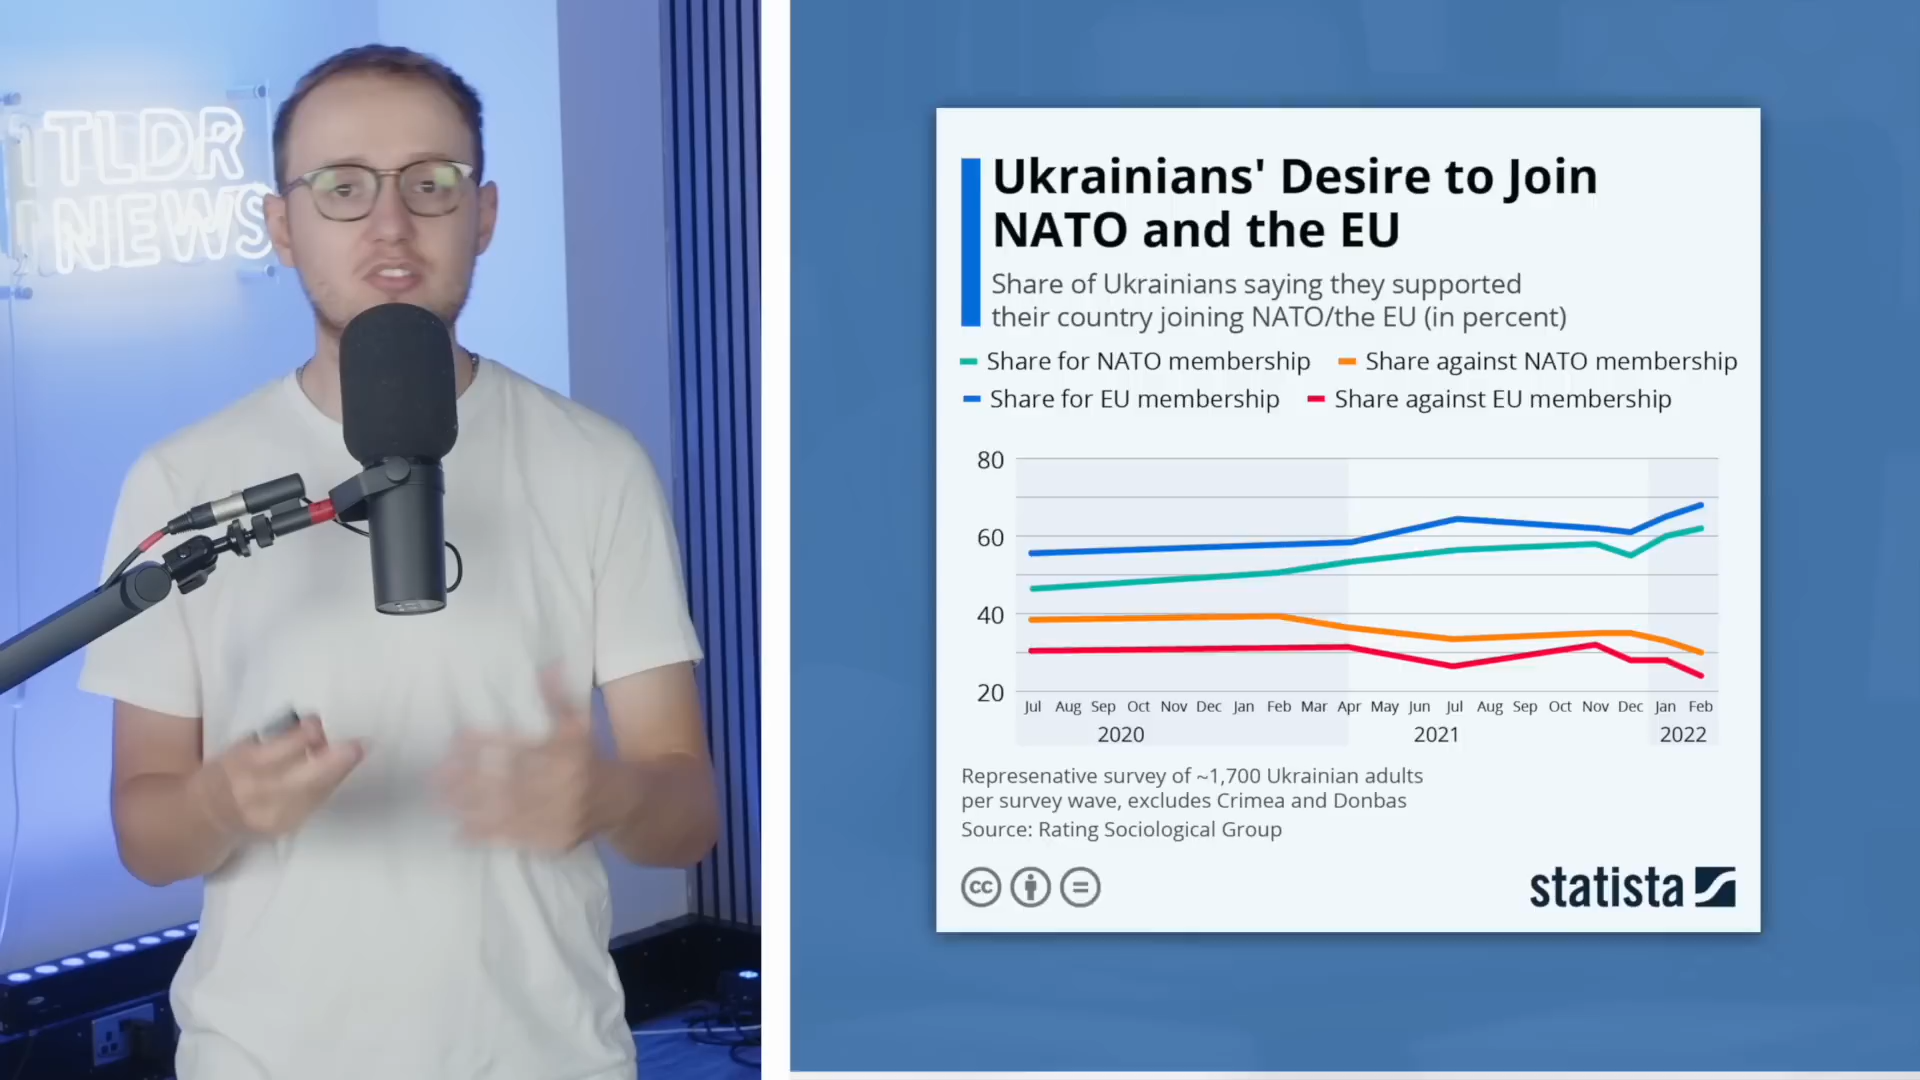 TLDR
NEWS
Ukrainians' Desire to Join
NATO and the EU
Share of Ukrainians saying they supported
their country joining NATO/the EU (in percent)
Share for NATO membership Share against NATO membership
Share for EU membership Share against EU membership
80
60
40
20
Jul Aug Sep Oct Nov Dec Jan Feb Mar Apr May Jun Jul Aug Sep Oct Nov Dec Jan Feb
2020 2021 2022
Represenative survey of ~1,700 Ukrainian adults
per survey wave, excludes Crimea and Donbas
Source: Rating Sociological Group
cc
statista